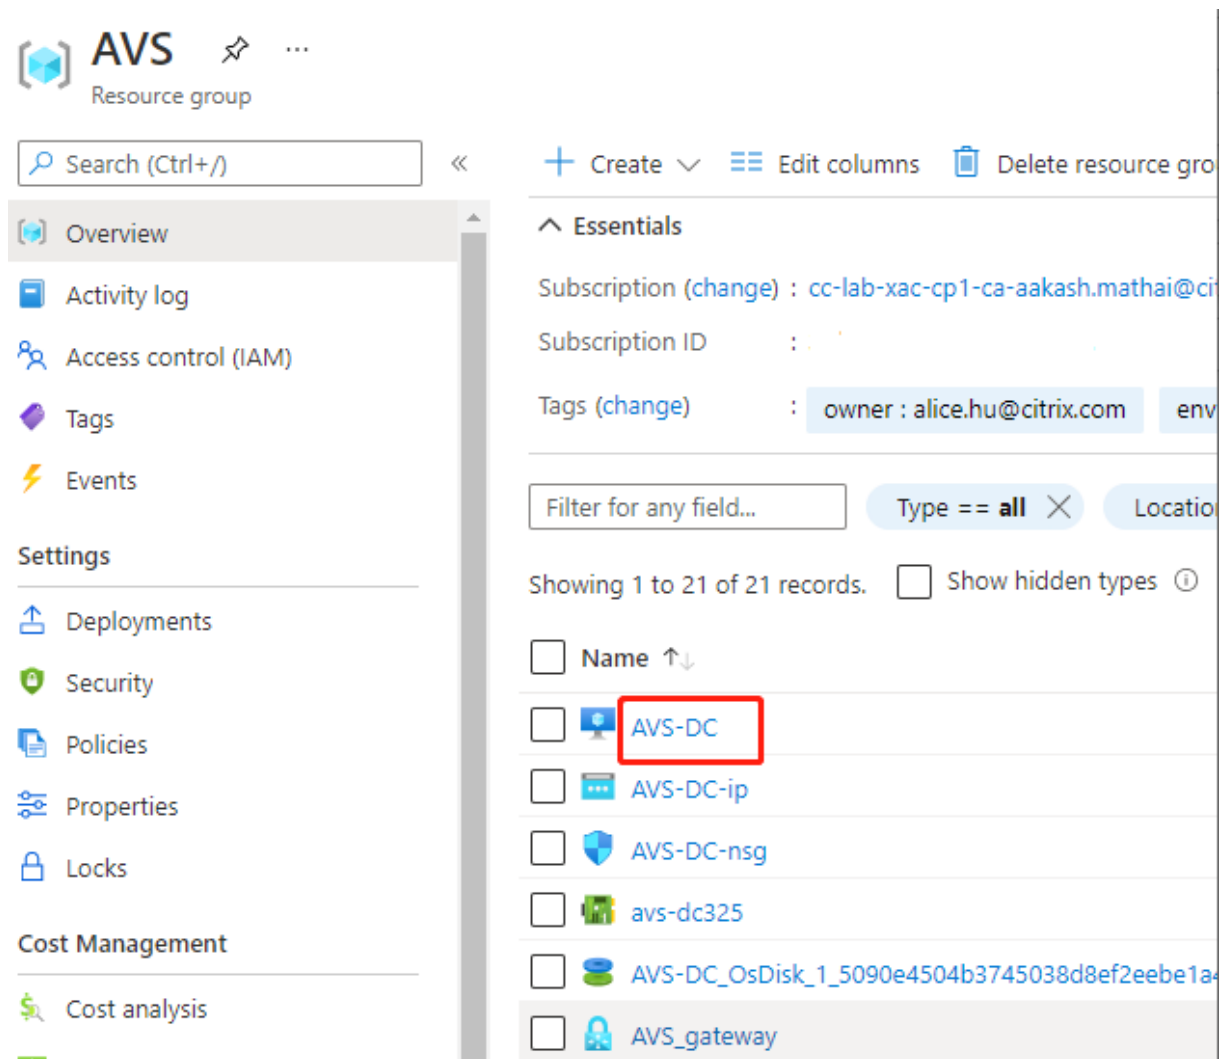 AVS
Resource group
Search (Ctrl+/)
Overview
Activity log
Access control (IAM)
Tags
Events
Settings
Deployments
Security
Policies
Properties
Locks
Cost Management
Cost analysis
Create
Edit columns
Delete resource gro
Essentials
Subscription (change) : cc-lab-xac-cp1-ca-aakash.mathai@ci
Subscription ID :
Tags (change) : owner : alice.hu@citrix.com env
Filter for any field...
Type == all
Location
Showing 1 to 21 of 21 records.
Show hidden types
Name
AVS-DC
AVS-DC-ip
AVS-DC-nsg
avs-dc325
AVS-DC_OsDisk_1_5090e4504b3745038d8ef2eebe1a4
AVS_gateway